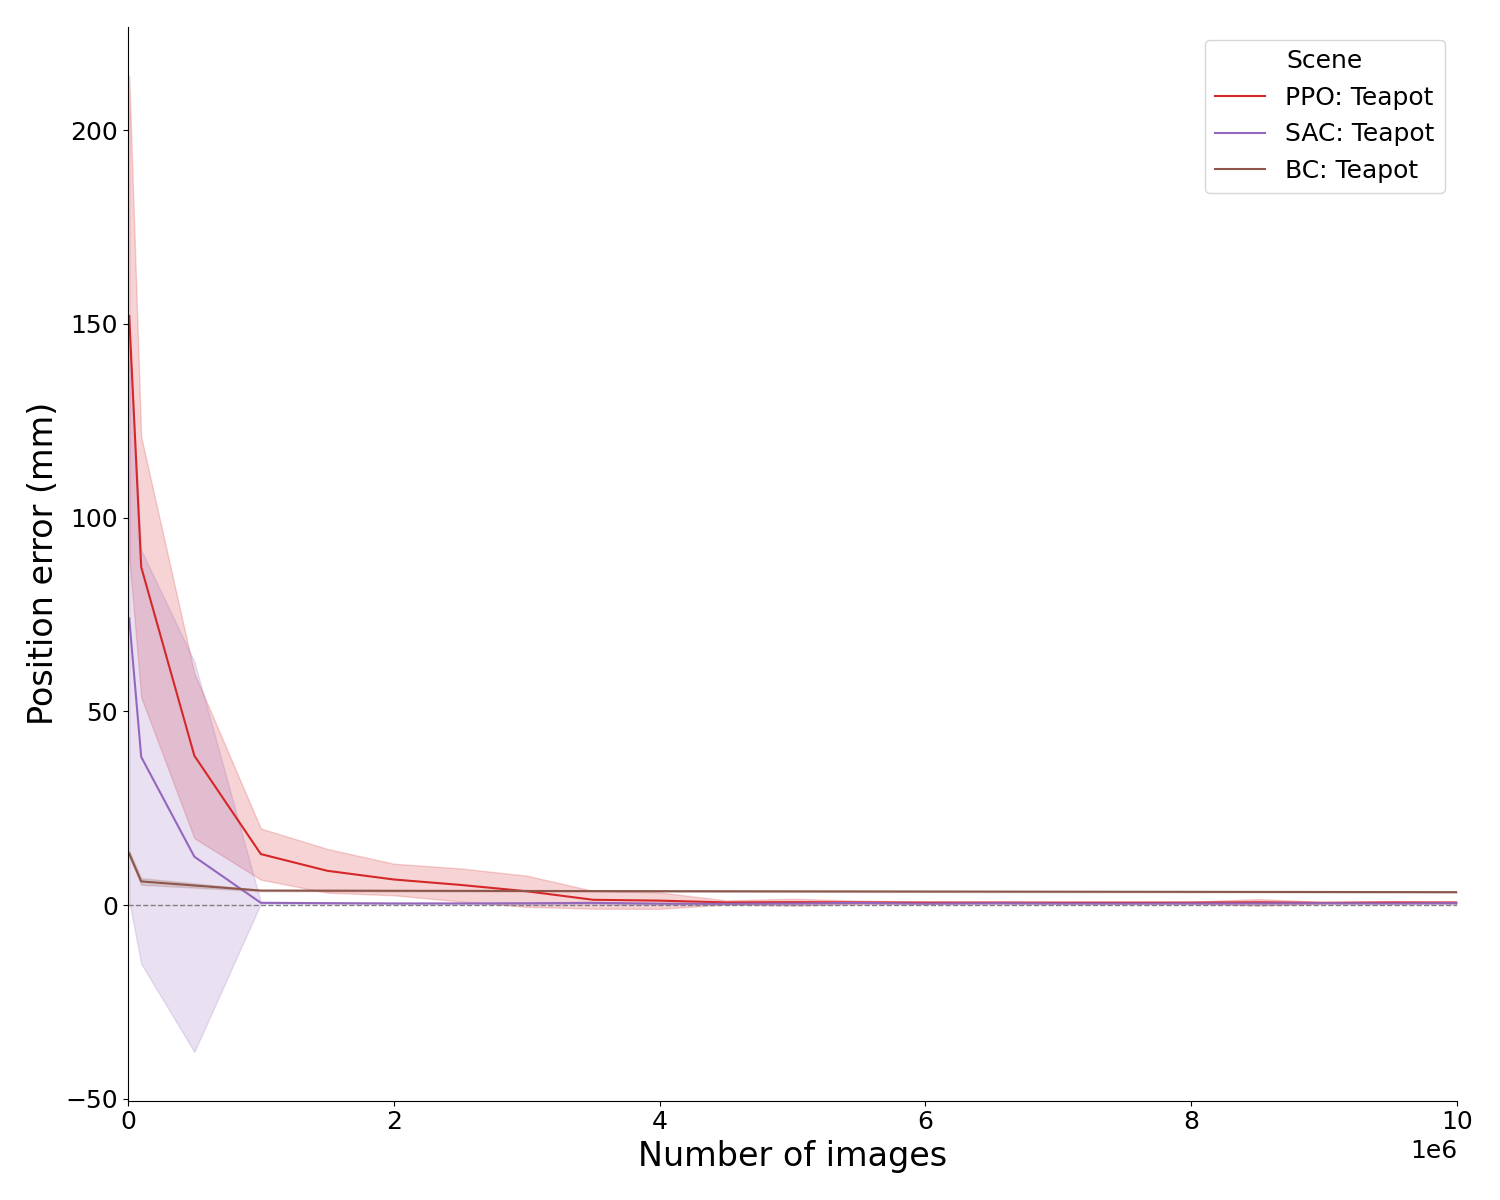 Scene
PPO: Teapot
SAC: Teapot
BC: Teapot
Position error (mm)
200
150
100
50
0
−50
0 2 4 6 8 10
1e6
Number of images